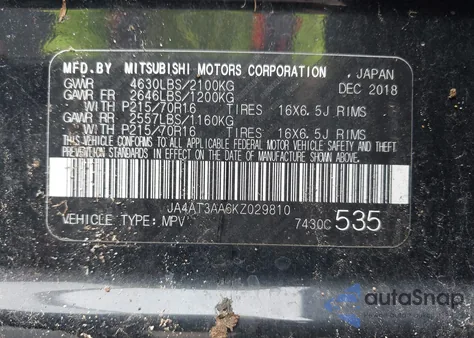 MFD.BY MITSUBISHI MOTORS CORPORATION , JAPAN
GVWR 4630LBS/2100KG DEC 2018
GAWR FR 2646LBS/1200KG
WITH P215/70R16 TIRES 16X6.5J RIMS
GAWR RR 2557LBS/1160KG
WITH P215/70R16 TIRES 16X6.5J RIMS
THIS VEHICLE CONFORMS TO ALL APPLICABLE FEDERAL
MOTOR VEHICLE SAFETY AND THEFT PREVENTION
STANDARDS IN EFFECT ON THE DATE OF MANUFACTURE
SHOWN ABOVE.
JA4AT3AA6KZ029810
VEHICLE TYPE: MPV 7430C 535
autoSnap